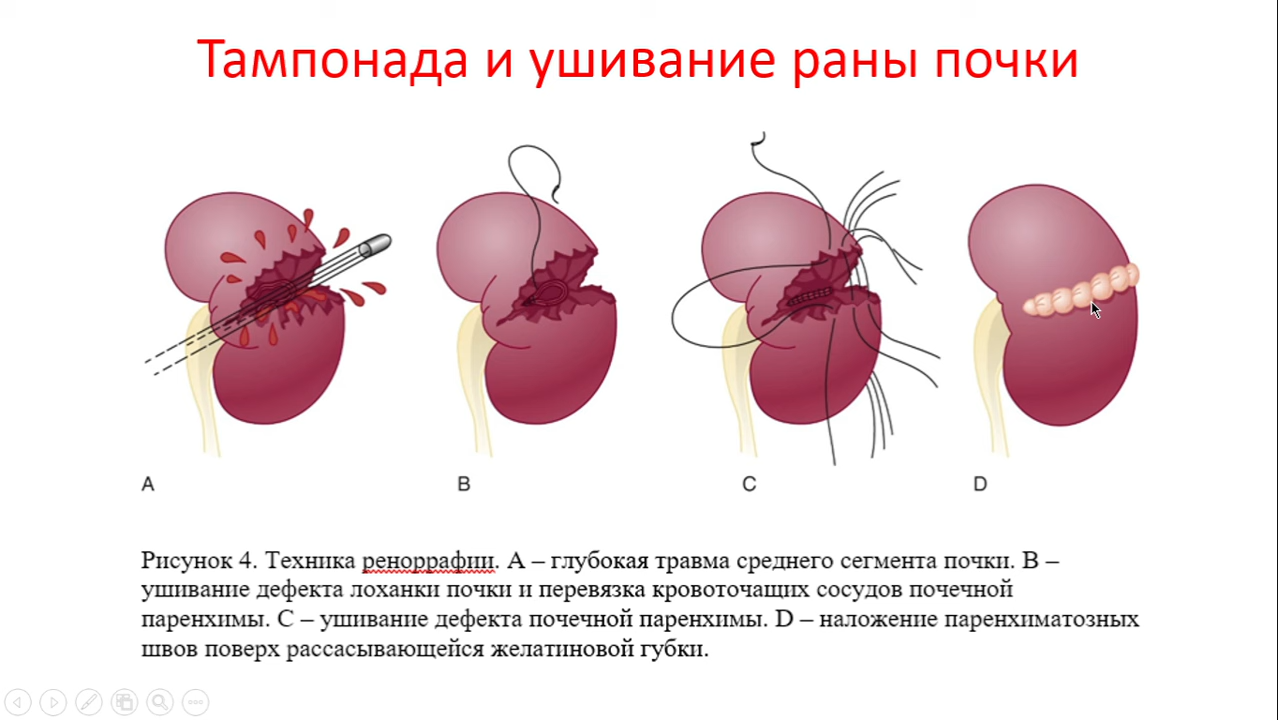 Тампонада и ушивание раны почки
A B C D
Рисунок 4. Техника реноррафии. А – глубокая травма среднего сегмента почки. В –
ушивание дефекта лоханки почки и перевязка кровоточащих сосудов почечной
паренхимы. С – ушивание дефекта почечной паренхимы. D – наложение паренхиматозных
швов поверх рассасывающейся желатиновой губки.